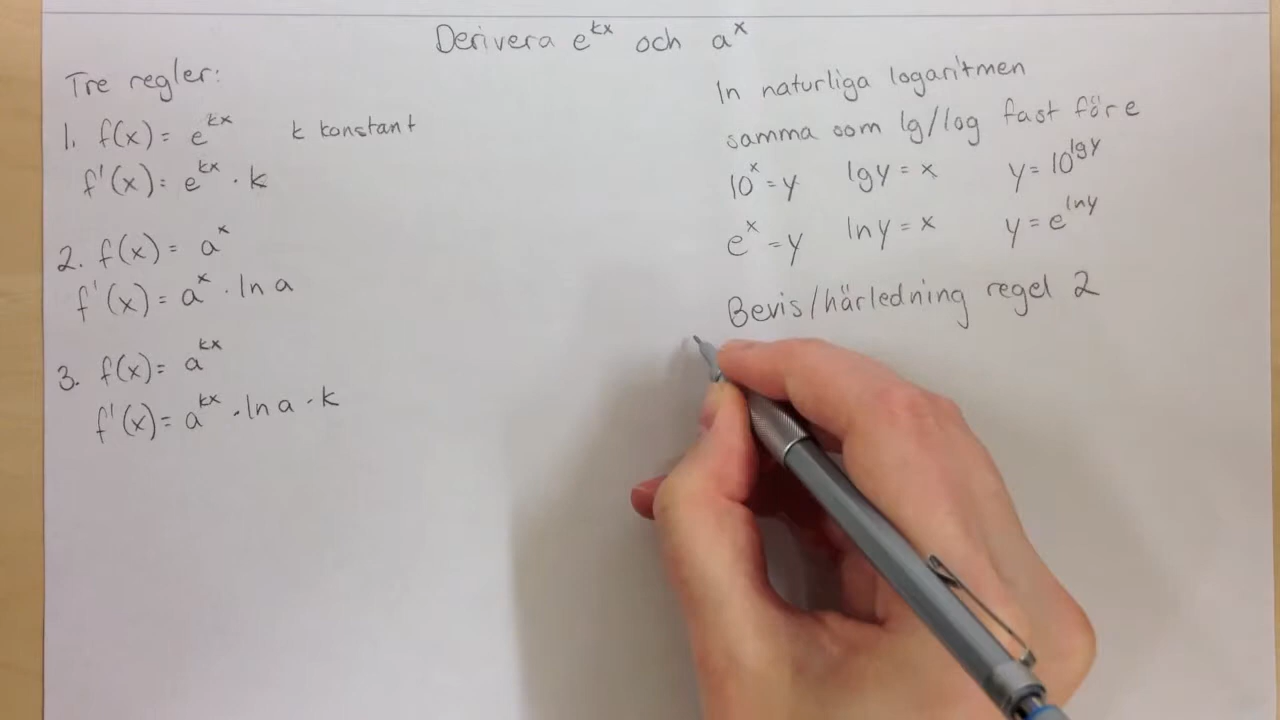 Derivera e^kx och a^x
Tre regler:
1. f(x) = e^kx k konstant
f'(x) = e^kx · k
2. f(x) = a^x
f'(x) = a^x · ln a
3. f(x) = a^kx
f'(x) = a^kx · ln a · k
ln naturliga logaritmen
samma som lg/log fast före
10^x = y lg y = x y = 10^lg y
e^x = y ln y = x y = e^ln y
Bevis/härledning regel 2